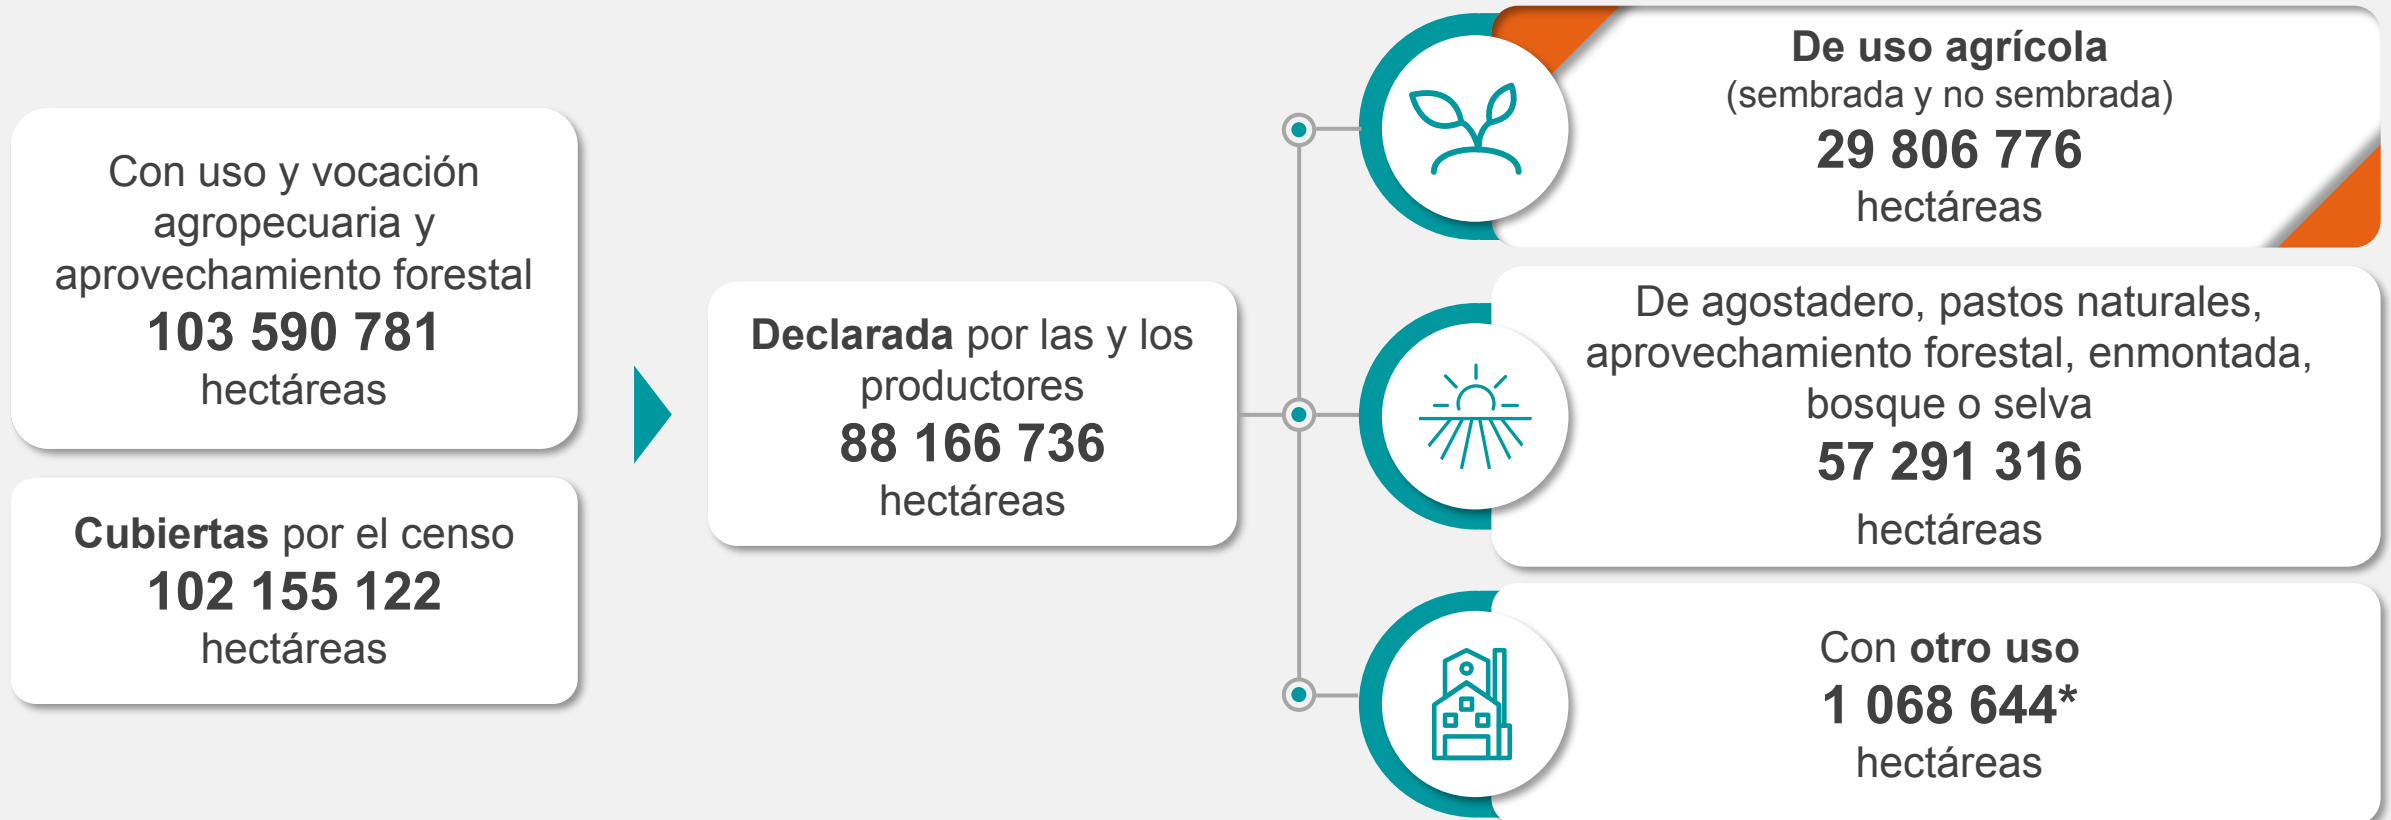 Con uso y vocación
agropecuaria y
aprovechamiento forestal
103 590 781
hectáreas
Cubiertas por el censo
102 155 122
hectáreas
Declarada por las y los
productores
88 166 736
hectáreas
De uso agrícola
(sembrada y no sembrada)
29 806 776
hectáreas
De agostadero, pastos naturales,
aprovechamiento forestal, enmontada,
bosque o selva
57 291 316
hectáreas
Con otro uso
1 068 644*
hectáreas